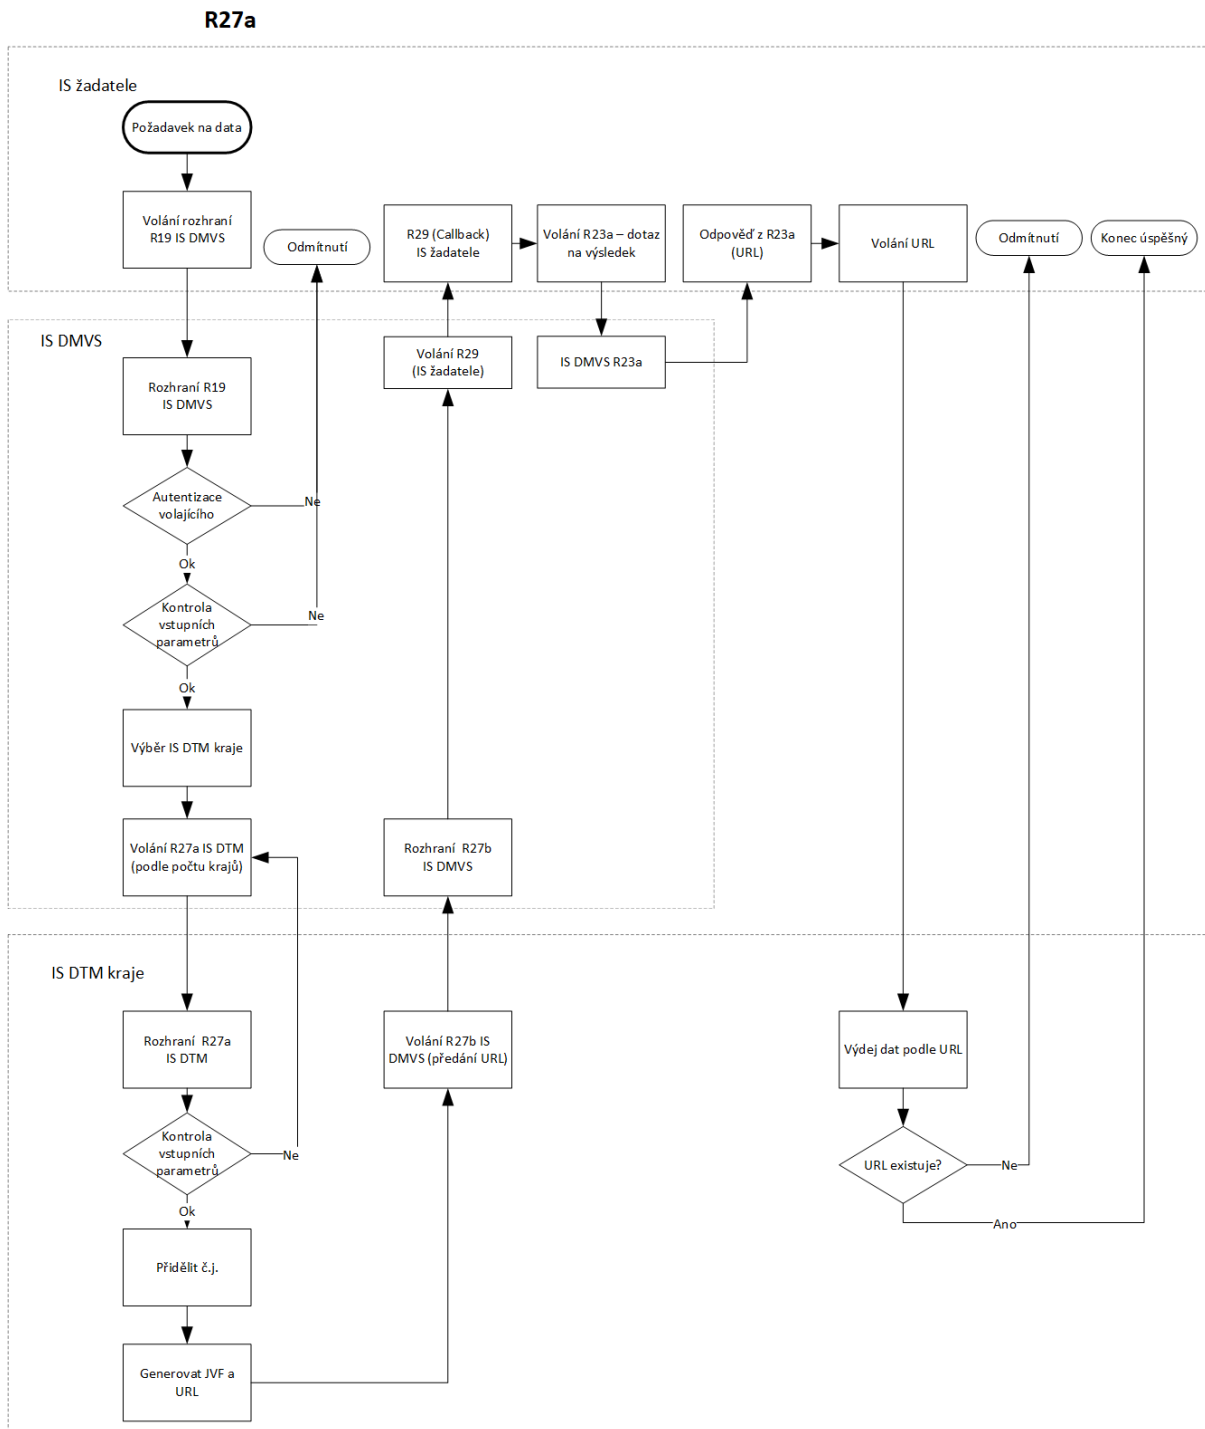 R27a
IS žadatele
Požadavek na data
Volání rozhraní
R19 IS DMVS
Odmítnutí
R29 (Callback)
IS žadatele
Volání R23a – dotaz
na výsledek
Odpověď z R23a
(URL)
Volání URL
Odmítnutí
Konec úspěšný
IS DMVS
Rozhraní R19
IS DMVS
Volání R29
(IS žadatele)
IS DMVS R23a
Autentizace
volajícího
Ne
Ok
Kontrola
vstupních
parametrů
Ne
Ok
Výběr IS DTM kraje
Volání R27a IS DTM
(podle počtu krajů)
Rozhraní R27b
IS DMVS
IS DTM kraje
Rozhraní R27a
IS DTM
Volání R27b IS
DMVS (předání URL)
Výdej dat podle URL
Kontrola
vstupních
parametrů
Ne
Ok
URL existuje?
Ne
Ano
Přidělit č.j.
Generovat JVF a
URL